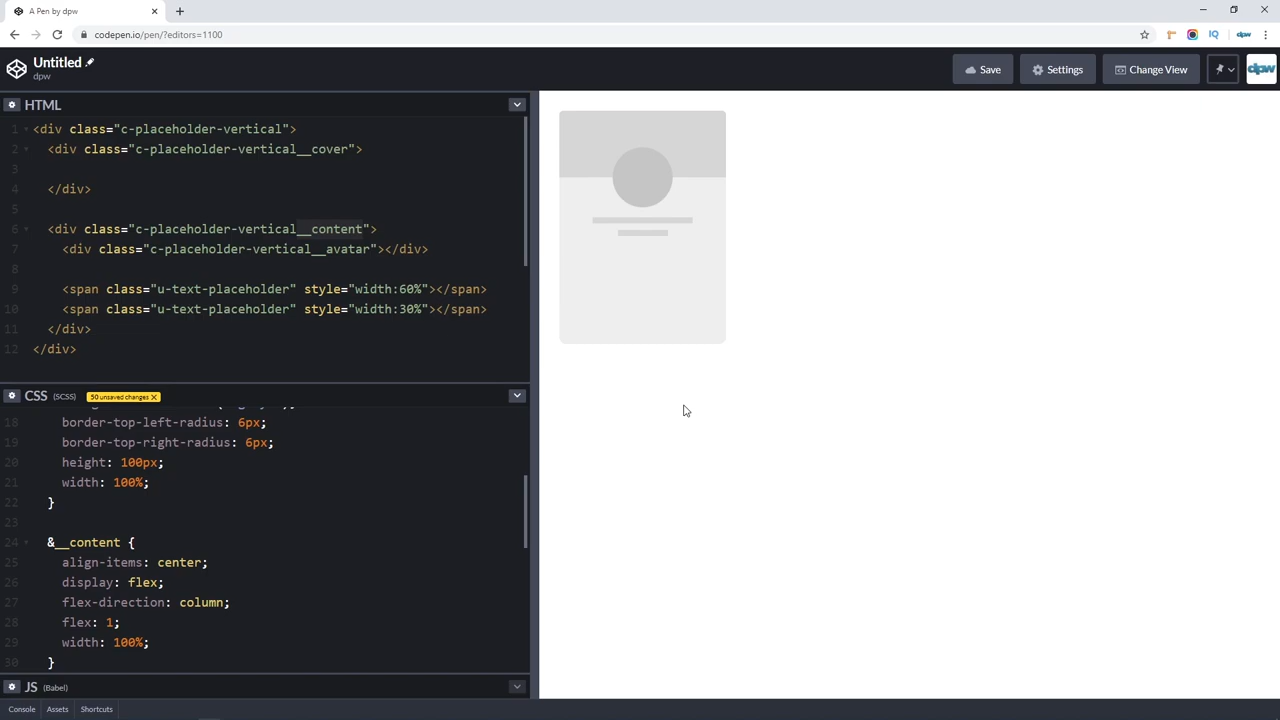 A Pen by dpw
codepen.io/pen/?editors=1100
IQ
dpw
Untitled
dpw
Save
Settings
Change View
dpw
HTML
1 <div class="c-placeholder-vertical">
2 <div class="c-placeholder-vertical__cover">
3
4 </div>
5
6 <div class="c-placeholder-vertical__content">
7 <div class="c-placeholder-vertical__avatar"></div>
8
9 <span class="u-text-placeholder" style="width:60%"></span>
10 <span class="u-text-placeholder" style="width:30%"></span>
11 </div>
12 </div>
CSS (SCSS) 50 unsaved changes X
18 border-top-left-radius: 6px;
19 border-top-right-radius: 6px;
20 height: 100px;
21 width: 100%;
22 }
23
24 &__content {
25 align-items: center;
26 display: flex;
27 flex-direction: column;
28 flex: 1;
29 width: 100%;
30 }
JS (Babel)
Console Assets Shortcuts